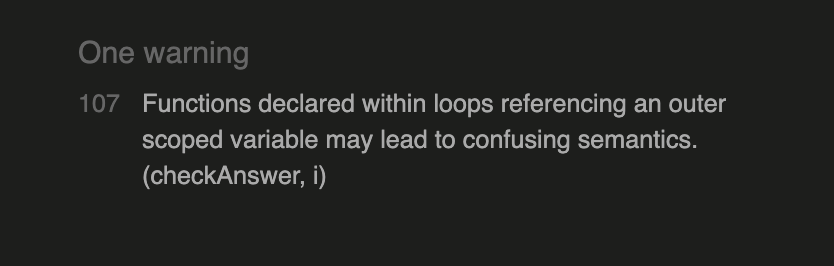 One warning
107 Functions declared within loops referencing an outer
scoped variable may lead to confusing semantics.
(checkAnswer, i)